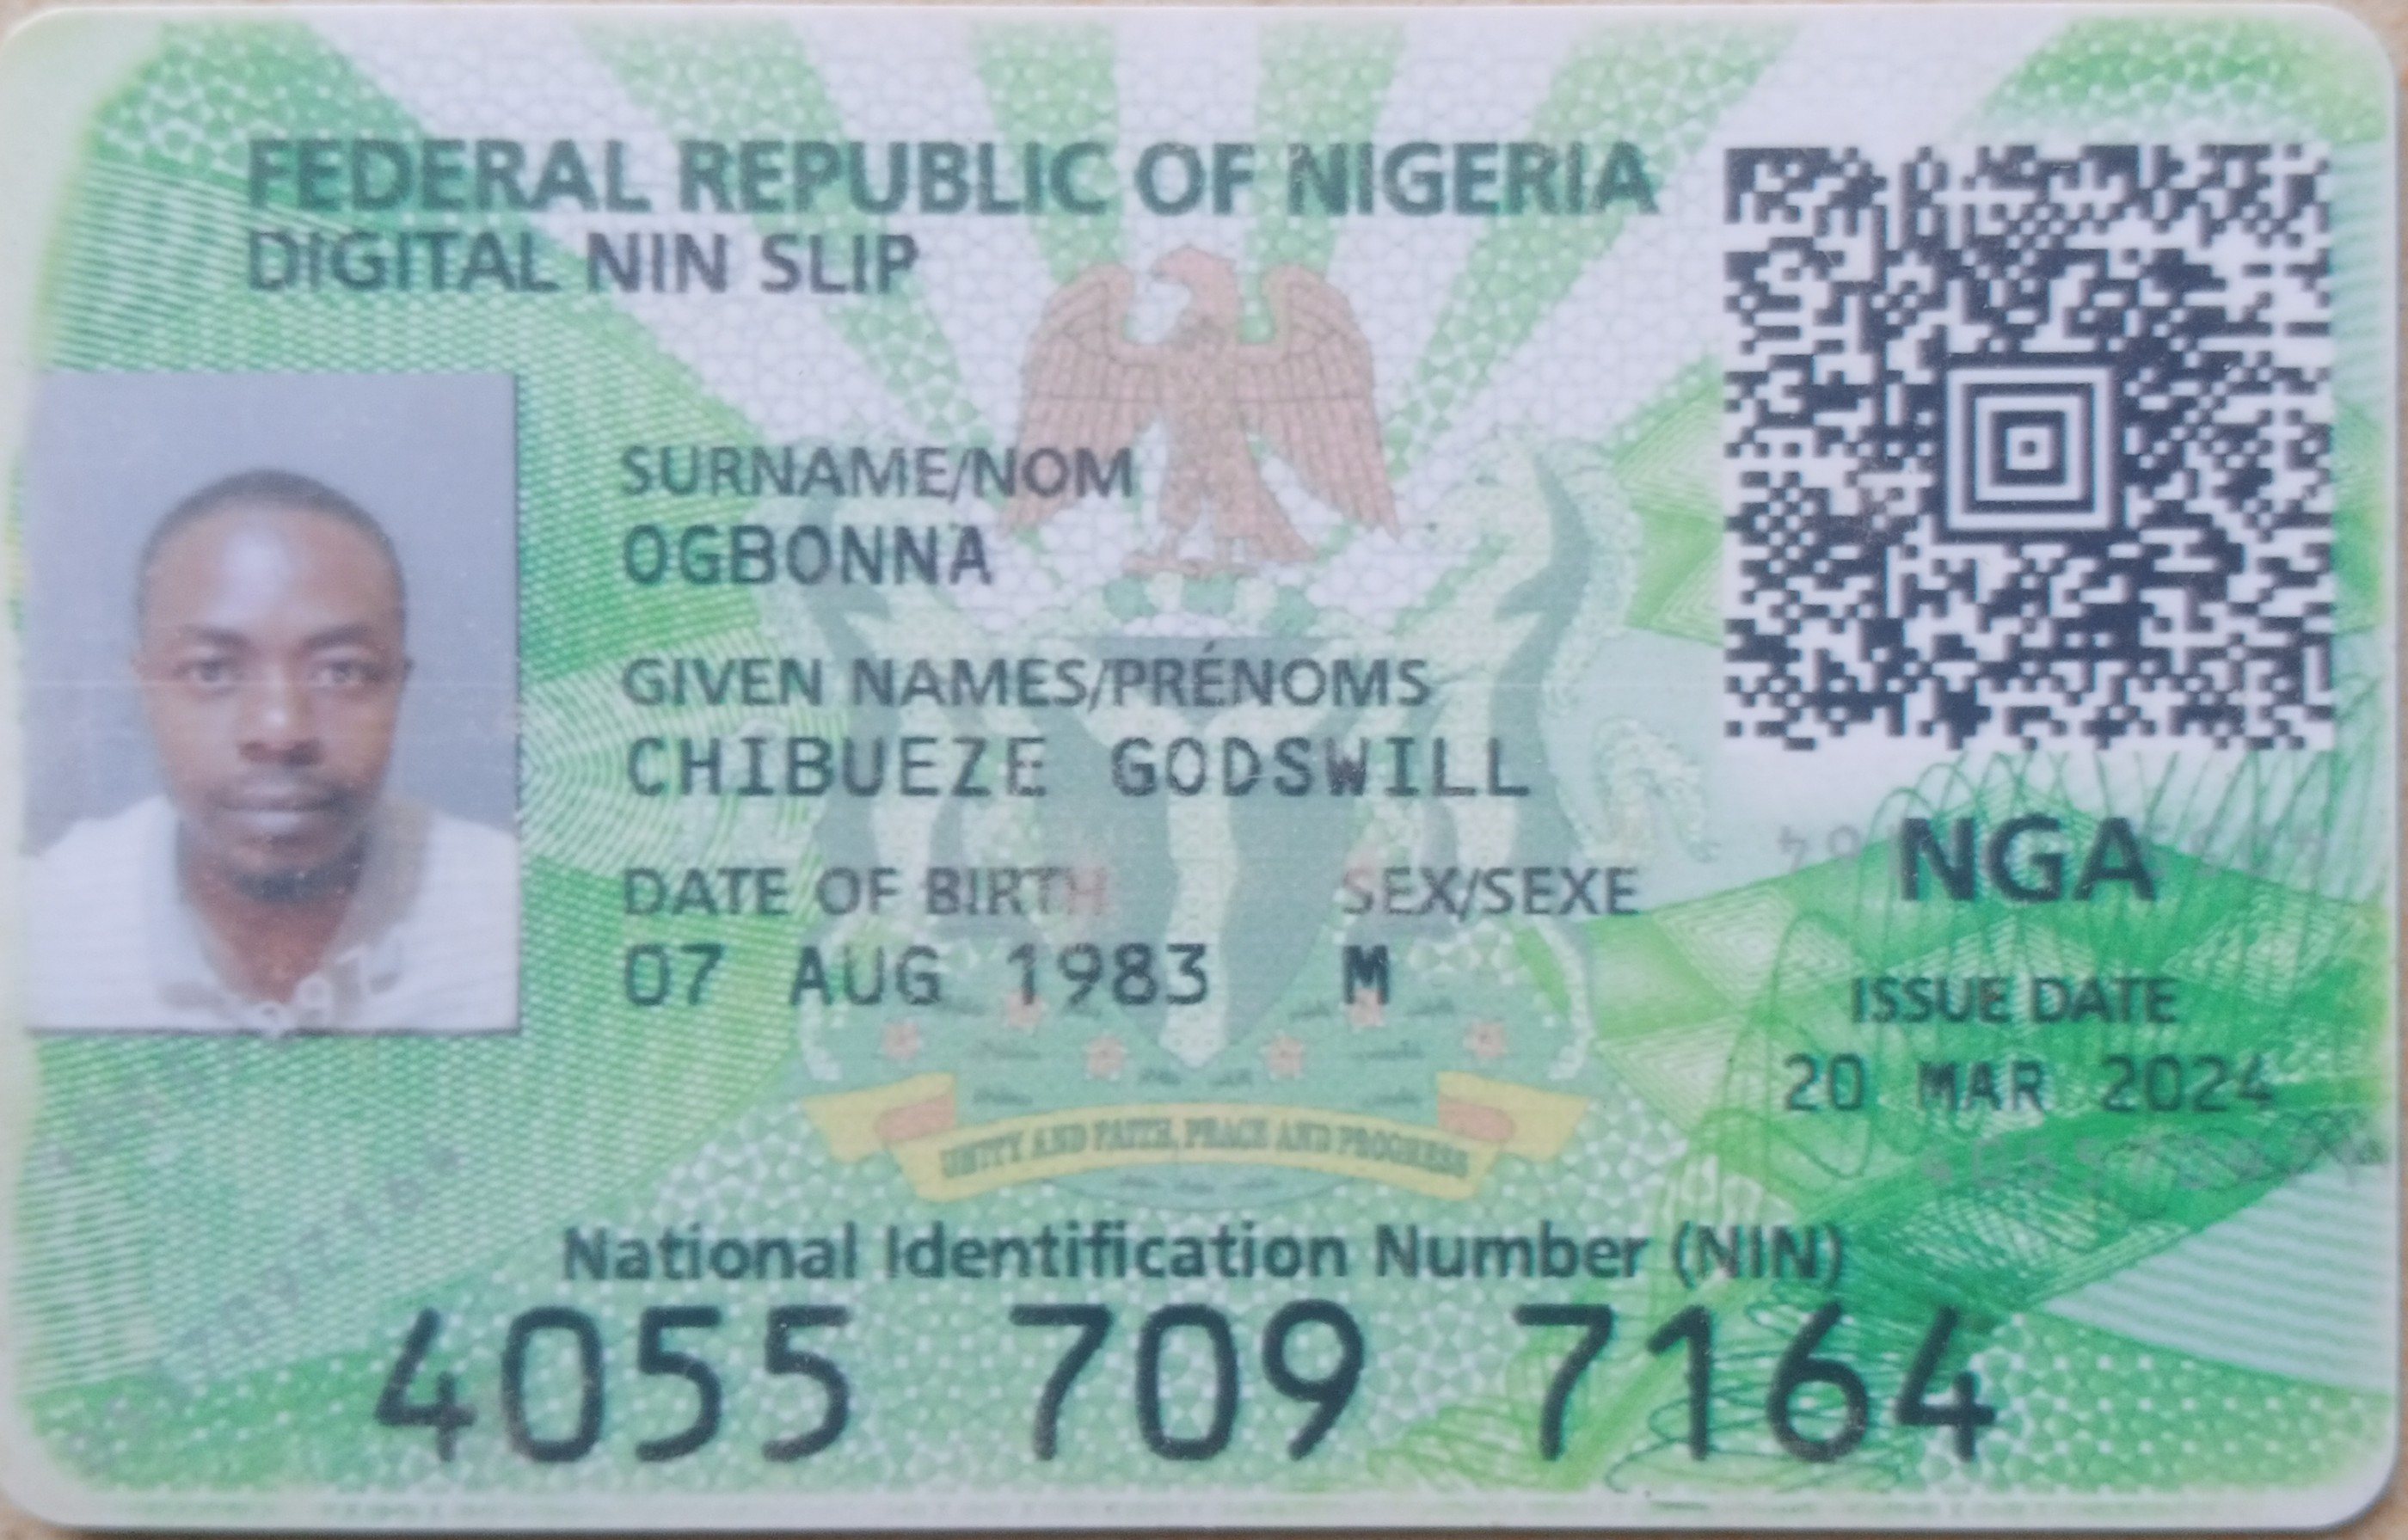 FEDERAL REPUBLIC OF NIGERIA
DIGITAL NIN SLIP
SURNAME/NOM
OGBONNA
GIVEN NAMES/PRÉNOMS
CHIBUEZE GODSWILL
DATE OF BIRTH SEX/SEXE
07 AUG 1983 M
NGA
ISSUE DATE
20 MAR 2024
UNITY AND FAITH, PEACE AND PROGRESS
National Identification Number (NIN)
4055 709 7164